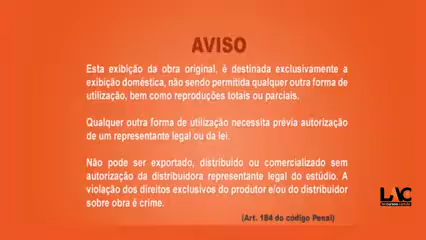 AVISO
Esta exibição da obra original, é destinada exclusivamente a
exibição doméstica, não sendo permitida qualquer outra forma de
utilização, bem como reproduções totais ou parciais.
Qualquer outra forma de utilização necessita prévia autorização
de um representante legal ou da lei.
Não pode ser exportado, distribuido ou comercializado sem
autorização da distribuidora representante legal do estúdio. A
violação dos direitos exclusivos do produtor e/ou do distribuidor
sobre obra é crime.
(Art. 184 do código Penal)